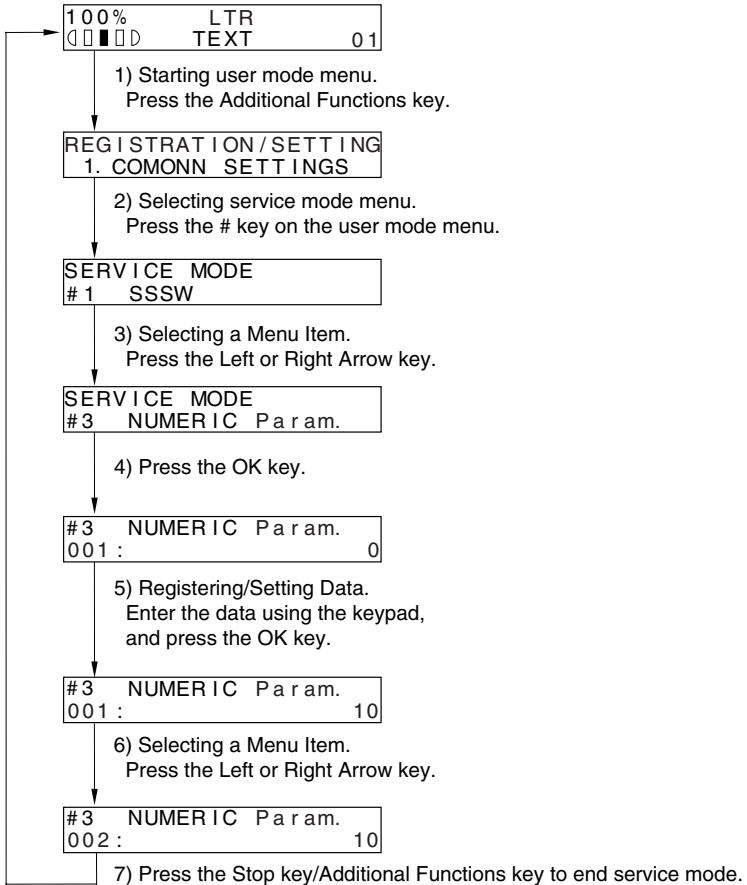 100% LTR
TEXT 01
1) Starting user mode menu.
Press the Additional Functions key.
REGISTRATION/SETTING
1. COMONN SETTINGS
2) Selecting service mode menu.
Press the # key on the user mode menu.
SERVICE MODE
#1 SSSW
3) Selecting a Menu Item.
Press the Left or Right Arrow key.
SERVICE MODE
#3 NUMERIC Param.
4) Press the OK key.
#3 NUMERIC Param.
001: 0
5) Registering/Setting Data.
Enter the data using the keypad,
and press the OK key.
#3 NUMERIC Param.
001: 10
6) Selecting a Menu Item.
Press the Left or Right Arrow key.
#3 NUMERIC Param.
002: 10
7) Press the Stop key/Additional Functions key to end service mode.